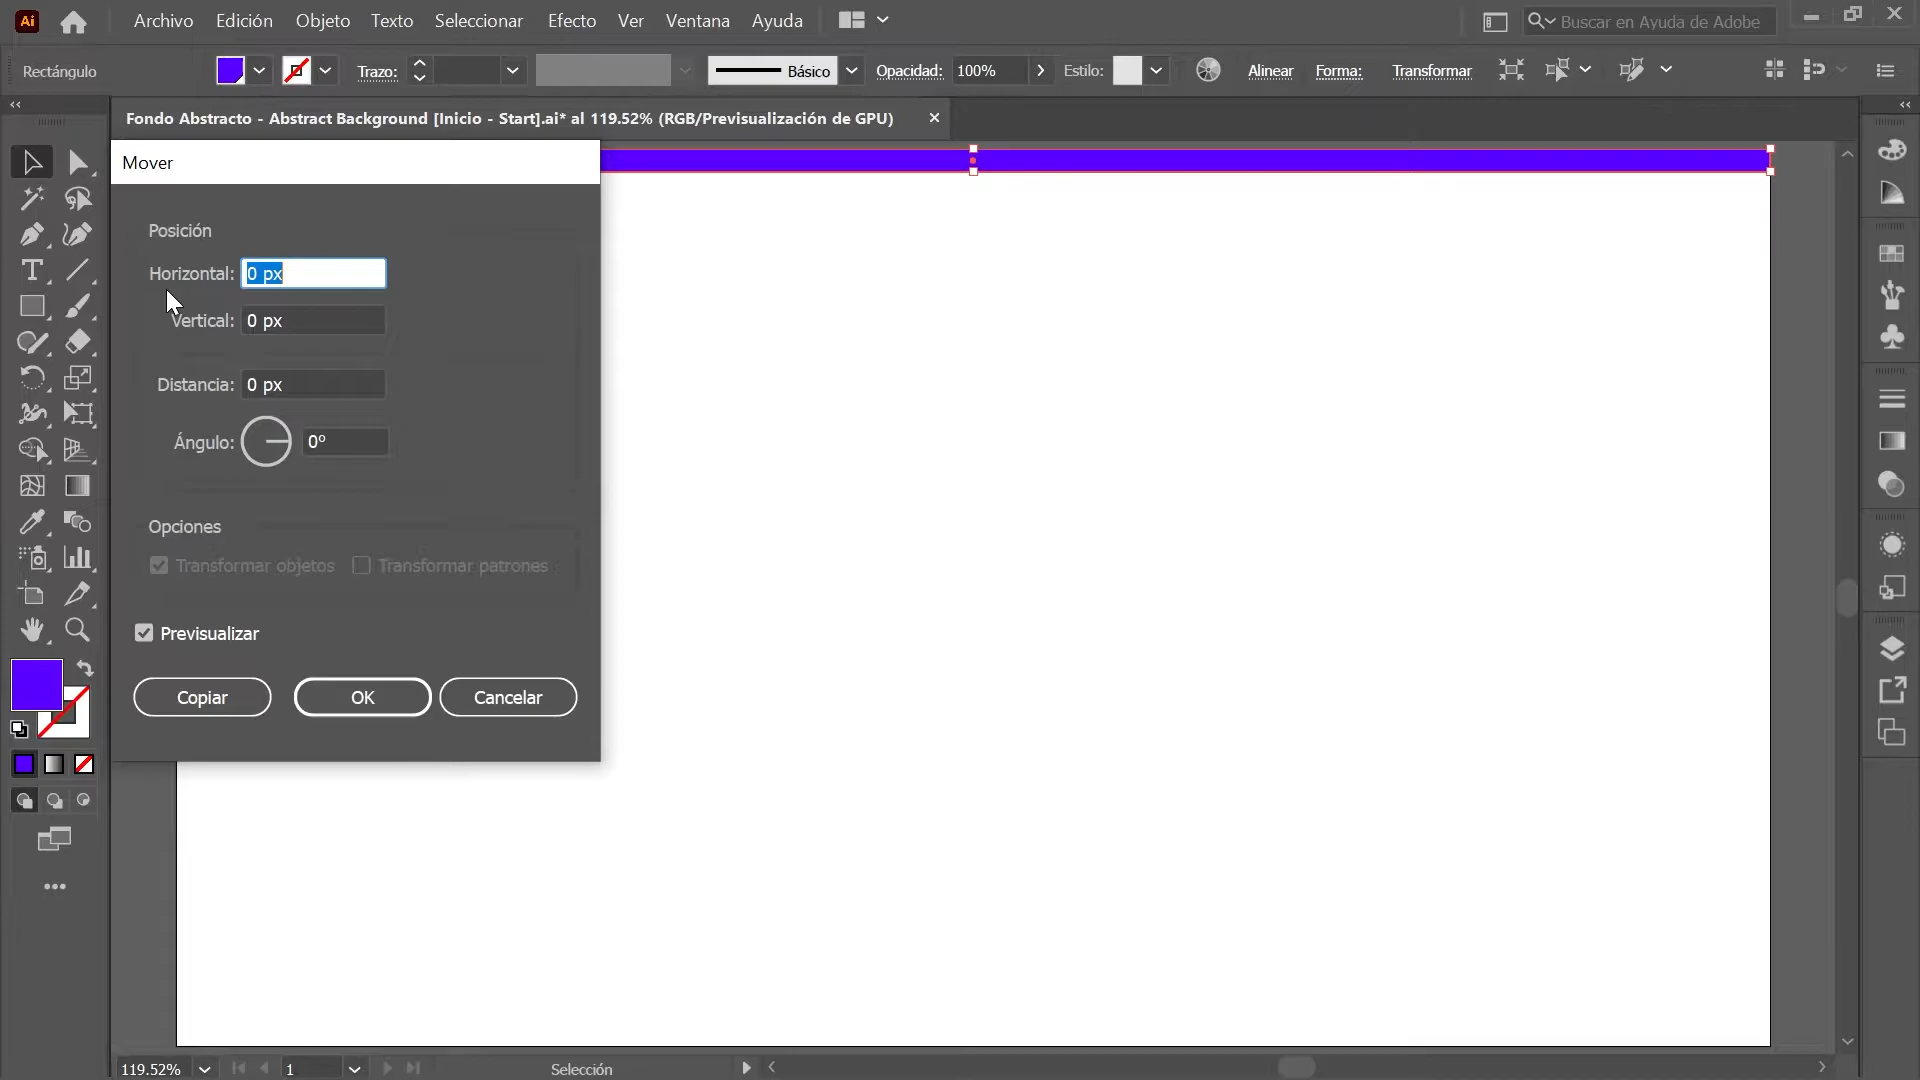 Ai Archivo Edición Objeto Texto Seleccionar Efecto Ver Ventana Ayuda Buscar en Ayuda de Adobe
Rectángulo Trazo: Básico Opacidad: 100% Estilo: Alinear Forma: Transformar
Fondo Abstracto - Abstract Background [Inicio - Start].ai* al 119.52% (RGB/Previsualización de GPU)
Mover
Posición
Horizontal: 0 px
Vertical: 0 px
Distancia: 0 px
Ángulo: 0°
Opciones
Transformar objetos Transformar patrones
Previsualizar
Copiar OK Cancelar
119.52% 1 Selección